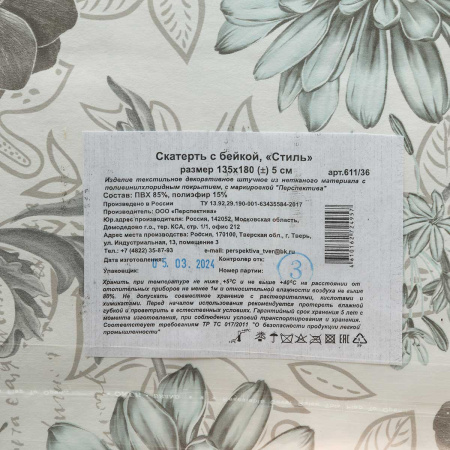 Скатерть с бейкой, «Стиль»
размер 135х180 (±) 5 см арт.611/36
Изделие текстильное декоративное штучное из нетканого материала с
поливинилхлоридным покрытием, с маркировкой "Перспектива"
Состав: ПВХ 85%, полиэфир 15%
Произведено в России ТУ 13.92.29.190-001-63435584-2017
Производитель: ООО «Перспектива»
Юр.адрес производителя: Россия, 142052, Московская область,
Домодедово г.о., тер. КСА, стр. 1/1, офис 212
Адрес места производства: Россия, 170100, Тверская обл., г. Тверь,
ул. Индустриальная, 13, помещение 3
Тел.: +7 (4822) 35-87-93 e-mail: perspektiva_tver@bk.ru
Дата изготовления: 05.03.2024 Контролер отк:
Упаковщик: Номер партии: 3
Хранить при температуре не ниже +5°С и не выше +40°С на расстоянии от
отопительных приборов не менее 1м и относительной влажности воздуха не выше
80%. Не допускать совместное хранение с растворителями, кислотами и
химикатами. Перед началом использования рекомендуется протереть влажной
губкой и проветрить в естественных условиях. Гарантийный срок хранения 5 лет с
момента изготовления, при соблюдении условий транспортирования и хранения.
Соответствует требованиям ТР ТС 017/2011 "О безопасности продукции легкой
промышленности"